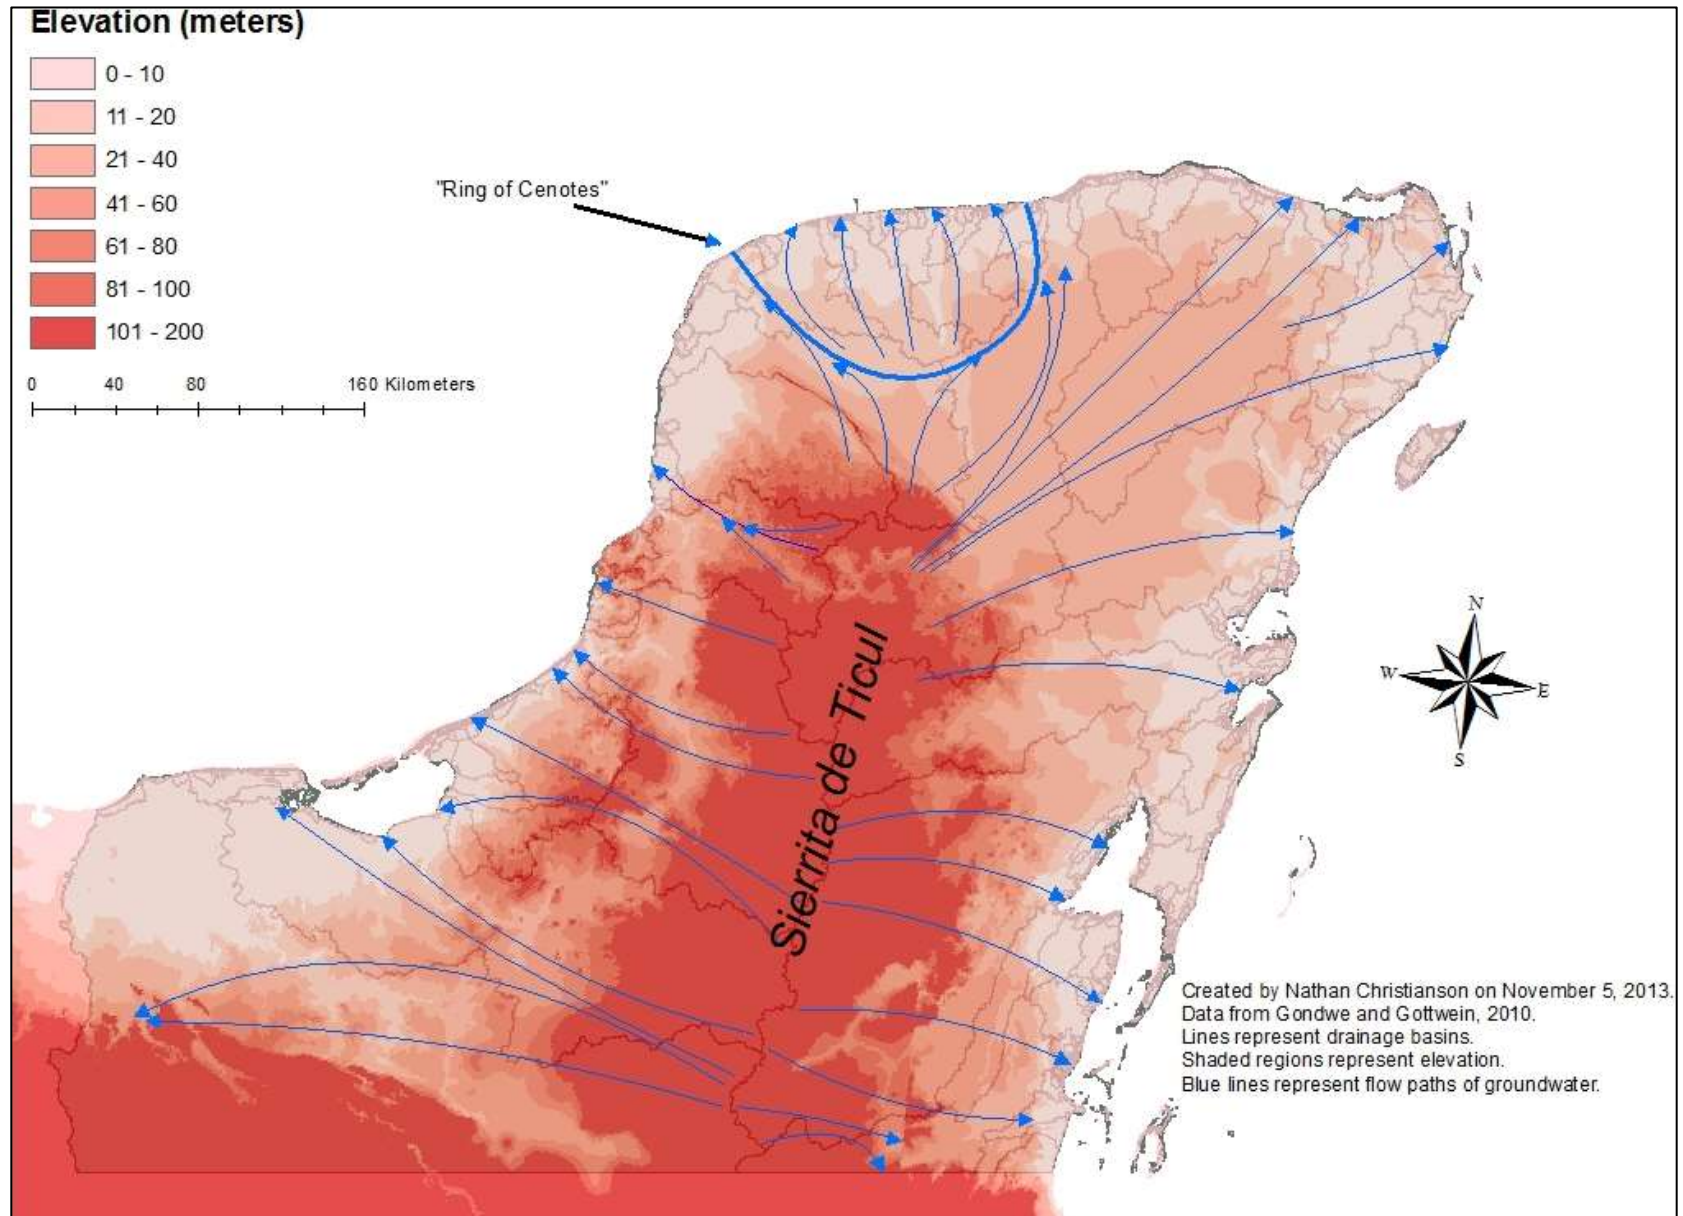 Elevation (meters)
0 - 10
11 - 20
21 - 40
41 - 60
61 - 80
81 - 100
101 - 200
0 40 80 160 Kilometers
"Ring of Cenotes"
Sierrita de Ticul
N
W
E
S
Created by Nathan Christianson on November 5, 2013.
Data from Gondwe and Gottwein, 2010.
Lines represent drainage basins.
Shaded regions represent elevation.
Blue lines represent flow paths of groundwater.